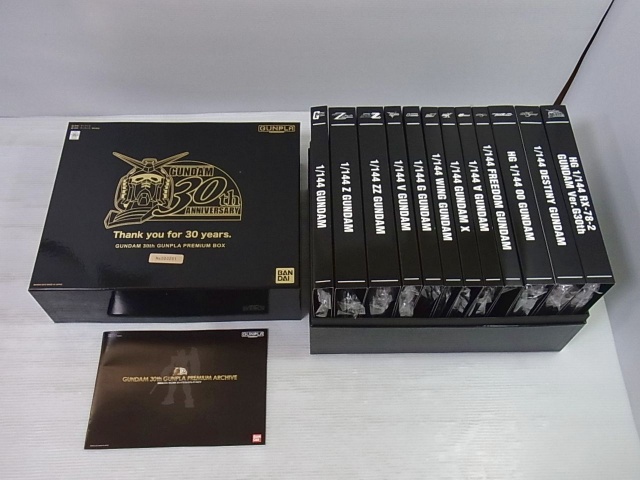 GUNPLA
GUNDAM
30th
ANNIVERSARY
Thank you for 30 years.
GUNDAM 30th GUNPLA PREMIUM BOX
BAN
DAI
GUNPLA
GUNDAM 30th GUNPLA PREMIUM ARCHIVE
1/144 GUNDAM
1/144 Z GUNDAM
1/144 ZZ GUNDAM
1/144 V GUNDAM
1/144 G GUNDAM
1/144 WING GUNDAM
1/144 GUNDAM X
1/144 ∀ GUNDAM
1/144 FREEDOM GUNDAM
HG 1/144 OO GUNDAM
1/144 DESTINY GUNDAM
HG 1/144 RX-78-2
GUNDAM Ver.G30th